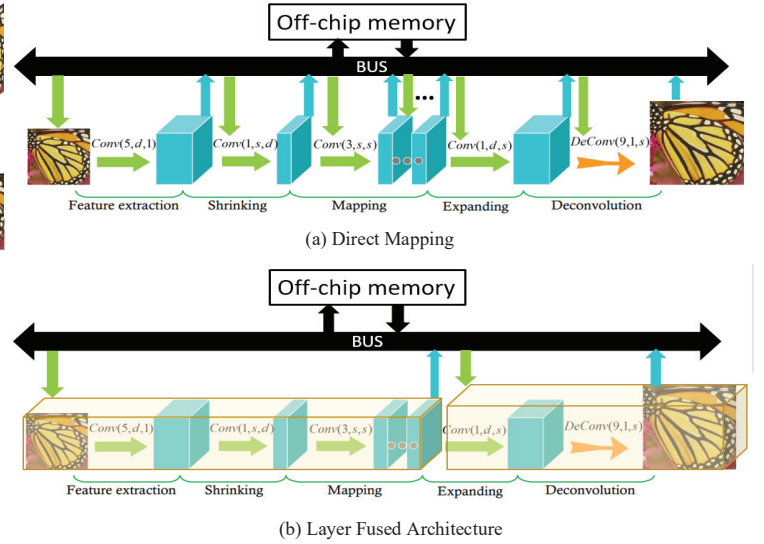 Off-chip memory
BUS
...
Conv(5,d,1) Conv(1,s,d) Conv(3,s,s) Conv(1,d,s) DeConv(9,1,s)
Feature extraction Shrinking Mapping Expanding Deconvolution
(a) Direct Mapping
Off-chip memory
BUS
Conv(5,d,1) Conv(1,s,d) Conv(3,s,s) Conv(1,d,s) DeConv(9,1,s)
Feature extraction Shrinking Mapping Expanding Deconvolution
(b) Layer Fused Architecture